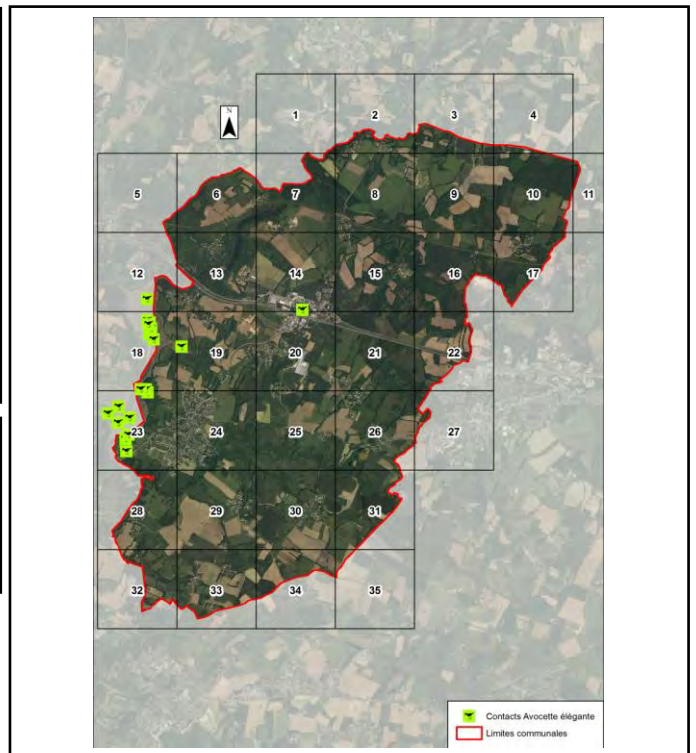 N
1 2 3 4
5 6 7 8 9 10 11
12 13 14 15 16 17
18 19 20 21 22
23 24 25 26 27
28 29 30 31
32 33 34 35
Contacts Avocette élégante
Limites communales